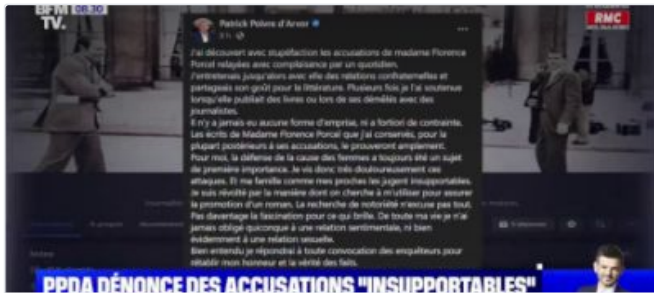 BFM
TV.
08:30
RMC
Patrick Poivre d'Arvor
8 h
J'ai découvert avec stupéfaction les accusations de madame Florence
Porcel relayées avec complaisance par un quotidien.
J'entretenais jusqu'alors avec elle des relations confraternelles et
partageais son goût pour la littérature. Plusieurs fois je l'ai soutenue
lorsqu'elle publiait des livres ou lors de ses démêlés avec des
journalistes.
Il n'y a jamais eu aucune forme d'emprise, ni a fortiori de contrainte.
Les écrits de Madame Florence Porcel que j'ai conservés, pour la
plupart postérieurs à ses accusations, le prouveront amplement.
Pour moi, la défense de la cause des femmes a toujours été un sujet
de première importance. Je vis donc très douloureusement ces
attaques. Et ma famille comme mes proches les jugent insupportables.
Je suis révolté par la manière dont on cherche à m'utiliser pour assurer
la promotion d'un roman. La recherche de notoriété n'excuse pas tout.
Pas davantage la fascination pour ce qui brille. De toute ma vie je n'ai
jamais obligé quiconque à une relation sentimentale, ni bien
évidemment à une relation sexuelle.
Bien entendu je répondrai à toute convocation des enquêteurs pour
rétablir mon honneur et la vérité des faits.
PPDA DÉNONCE DES ACCUSATIONS "INSUPPORTABLES"